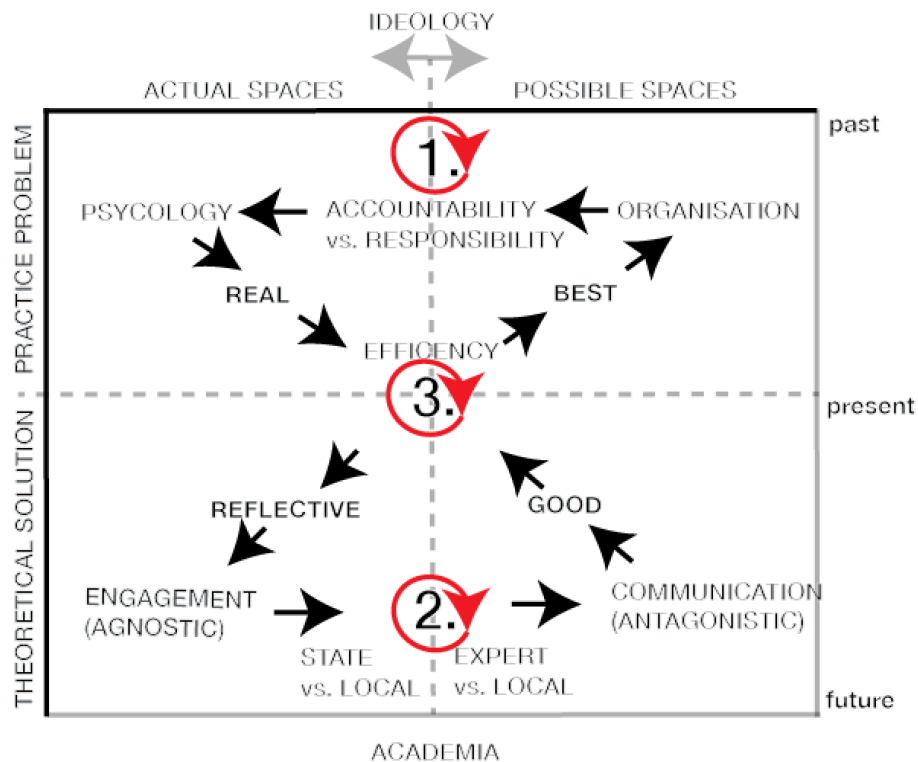 IDEOLOGY
ACTUAL SPACES
POSSIBLE SPACES
past
1.
PSYCOLOGY
ACCOUNTABILITY
vs. RESPONSIBILITY
ORGANISATION
REAL
BEST
EFFICENCY
PRACTICE PROBLEM
3.
present
REFLECTIVE
GOOD
THEORETICAL SOLUTION
ENGAGEMENT
(AGNOSTIC)
2.
COMMUNICATION
(ANTAGONISTIC)
STATE
vs. LOCAL
EXPERT
vs. LOCAL
future
ACADEMIA